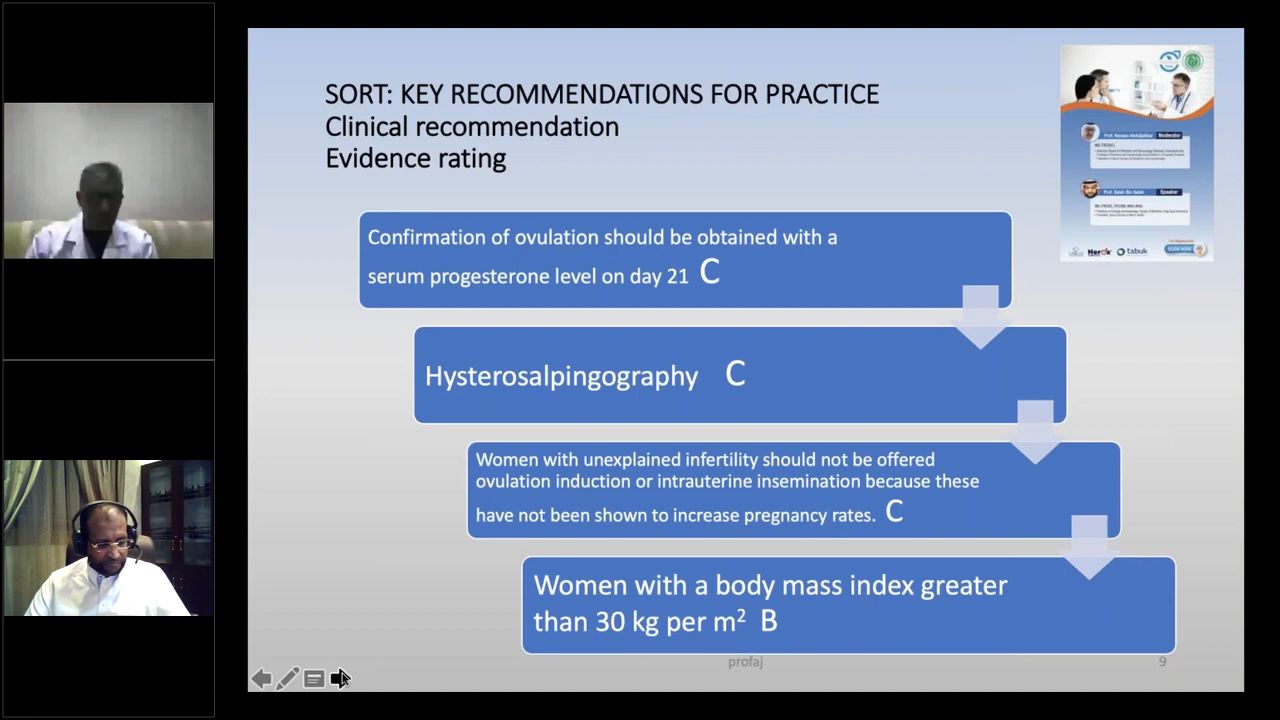 SORT: KEY RECOMMENDATIONS FOR PRACTICE
Clinical recommendation
Evidence rating
Confirmation of ovulation should be obtained with a
serum progesterone level on day 21 C
Hysterosalpingography C
Women with unexplained infertility should not be offered
ovulation induction or intrauterine insemination because these
have not been shown to increase pregnancy rates. C
Women with a body mass index greater
than 30 kg per m² B
profaj
9
Moderator
Speaker
tabuk